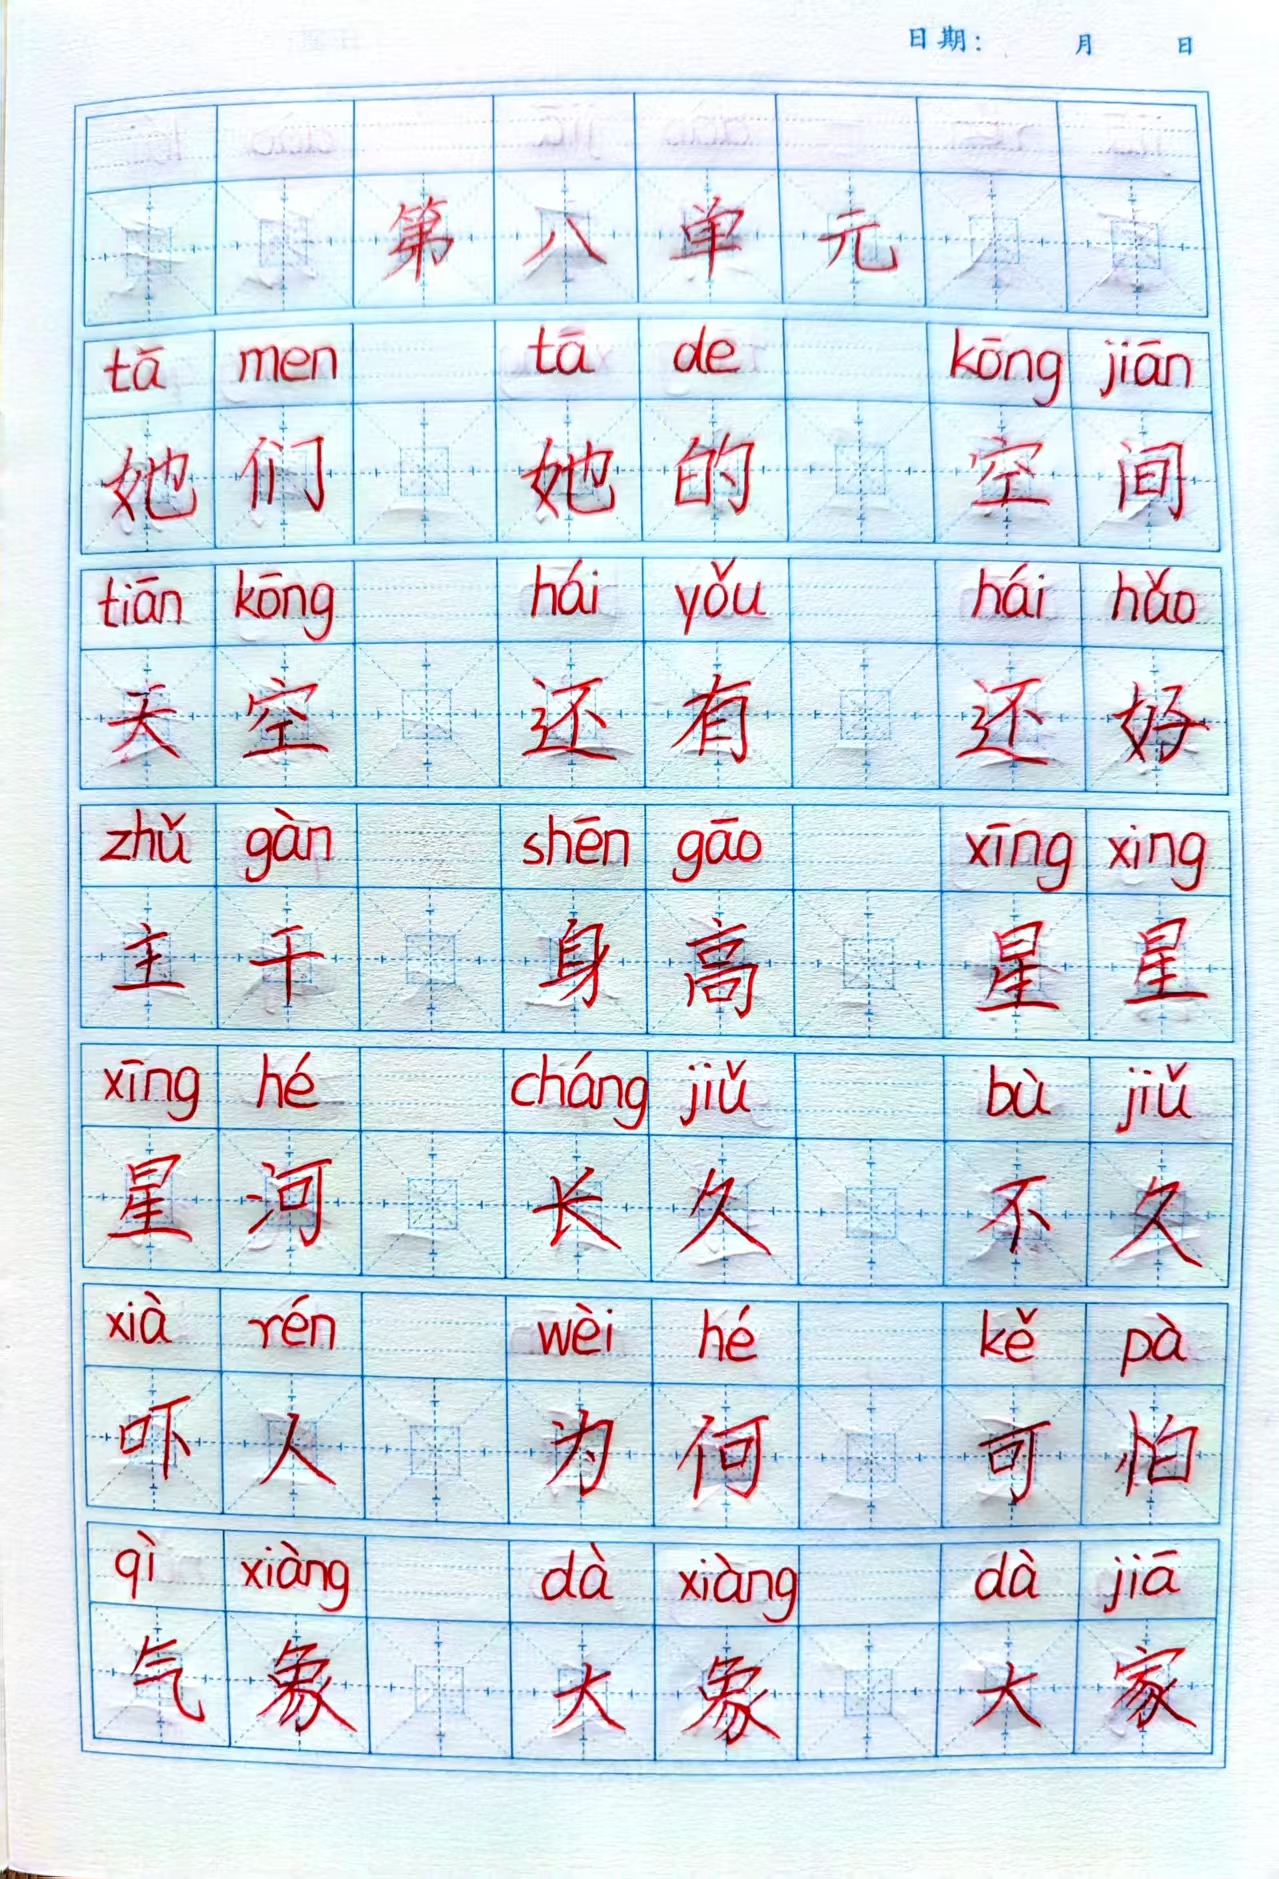 日期: 月 日
第八单元
tā men tā de kōng jiān
她们 她的 空间
tiān kōng hái yǒu hái hǎo
天空 还有 还好
zhǔ gàn shēn gāo xīng xing
主干 身高 星星
xīng hé cháng jiǔ bù jiǔ
星河 长久 不久
xià rén wèi hé kě pà
吓人 为何 可怕
qì xiàng dà xiàng dà jiā
气象 大象 大家